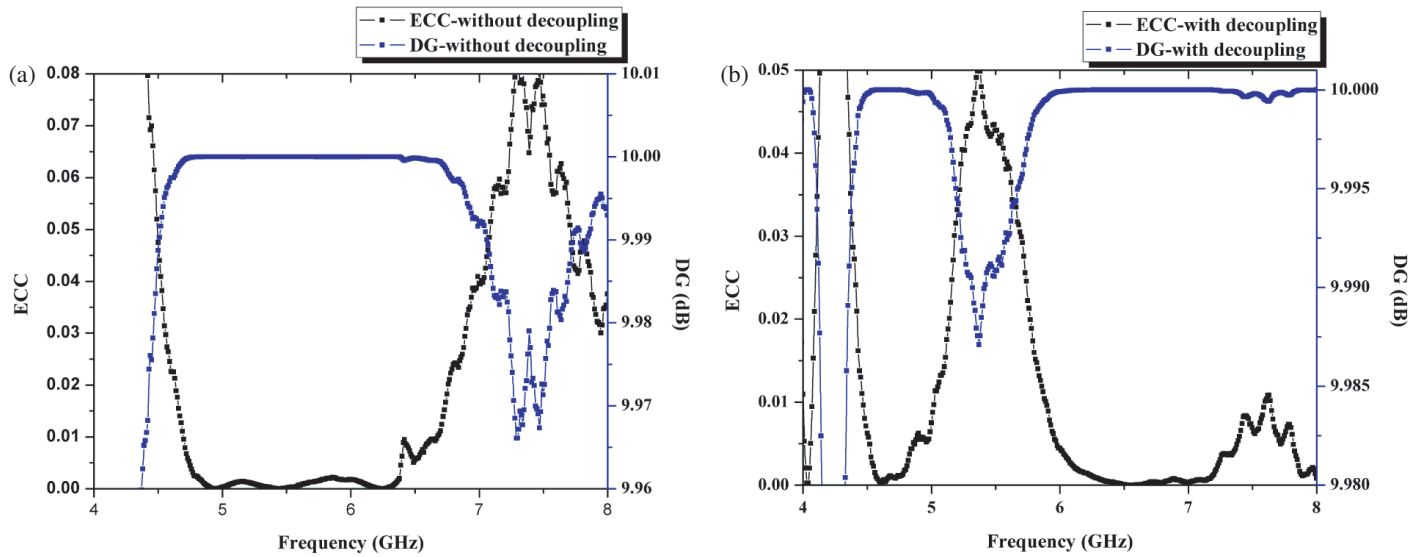 ECC-without decoupling
DG-without decoupling
(a)
0.08
0.07
0.06
0.05
0.04
0.03
0.02
0.01
0.00
ECC
10.01
10.00
9.99
9.98
9.97
9.96
DG (dB)
4 5 6 7 8
Frequency (GHz)
ECC-with decoupling
DG-with decoupling
(b)
0.05
0.04
0.03
0.02
0.01
0.00
ECC
10.000
9.995
9.990
9.985
9.980
DG (dB)
4 5 6 7 8
Frequency (GHz)